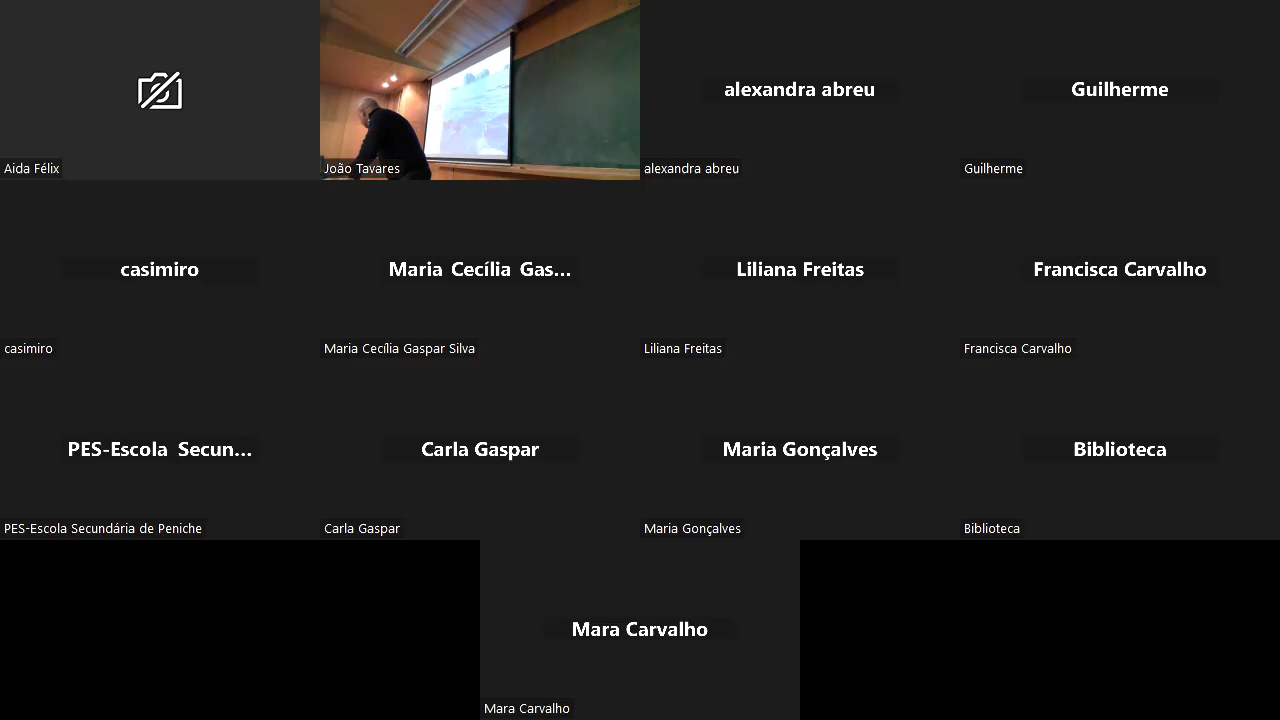 Aida Félix
João Tavares
alexandra abreu
alexandra abreu
Guilherme
Guilherme
casimiro
casimiro
Maria Cecília Gas...
Maria Cecília Gaspar Silva
Liliana Freitas
Liliana Freitas
Francisca Carvalho
Francisca Carvalho
PES-Escola Secun...
PES-Escola Secundária de Peniche
Carla Gaspar
Carla Gaspar
Maria Gonçalves
Maria Gonçalves
Biblioteca
Biblioteca
Mara Carvalho
Mara Carvalho